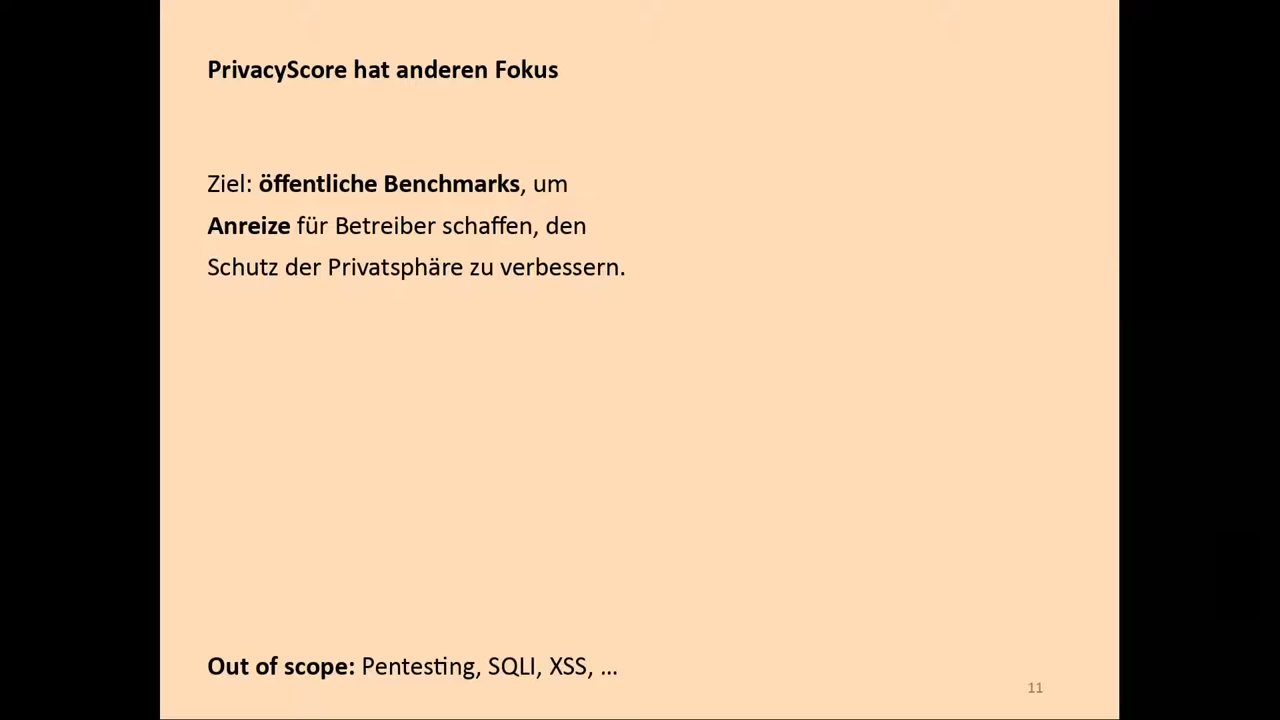 PrivacyScore hat anderen Fokus
Ziel: öffentliche Benchmarks, um
Anreize für Betreiber schaffen, den
Schutz der Privatsphäre zu verbessern.
Out of scope: Pentesting, SQLI, XSS, ...
11